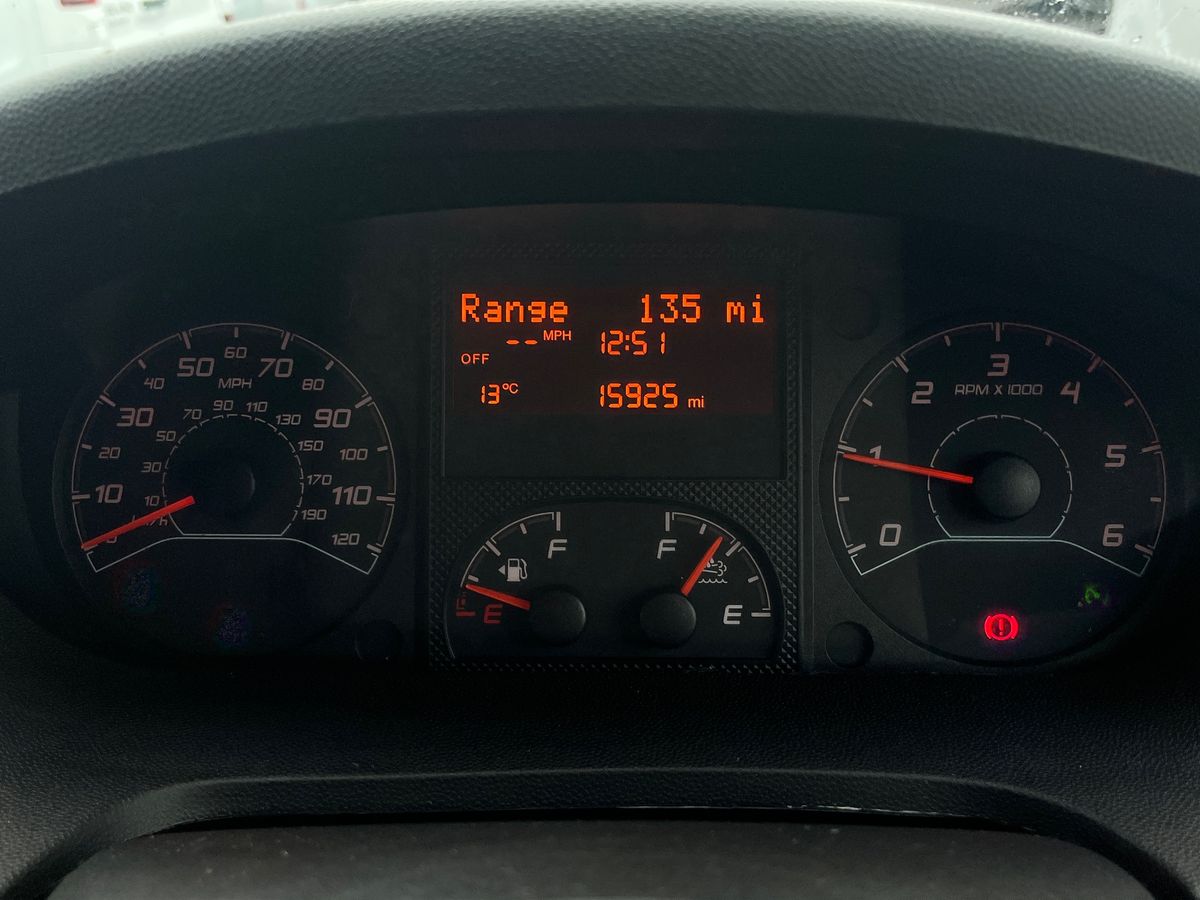 Range 135 mi
-- MPH 12:51
OFF
13°C 15925 mi
10 20 30 40 50 60 70 80 90 100 110 120
MPH
10 30 50 70 90 110 130 150 170 190
0 1 2 3 4 5 6
RPM X 1000
F
E
F
E